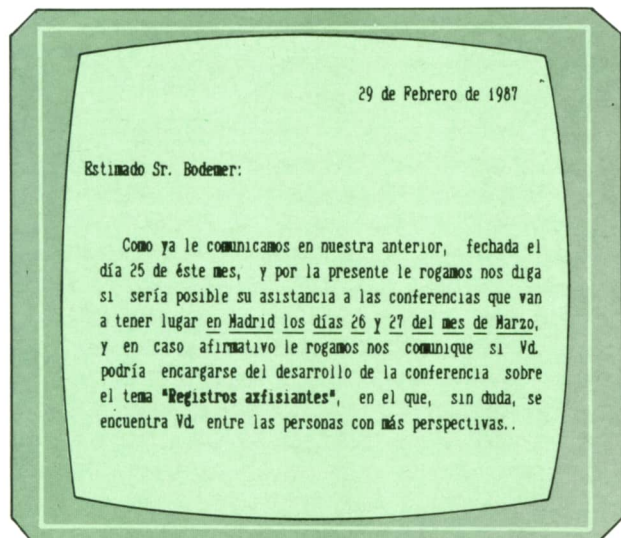 29 de Febrero de 1987
Estimado Sr. Bodemer:
Como ya le comunicamos en nuestra anterior, fechada el
día 25 de éste mes, y por la presente le rogamos nos diga
si sería posible su asistancia a las conferencias que van
a tener lugar en Madrid los días 26 y 27 del mes de Marzo,
y en caso afirmativo le rogamos nos comunique si Vd.
podría encargarse del desarrollo de la conferencia sobre
el tema "Registros axfisiantes", en el que, sin duda, se
encuentra Vd. entre las personas con más perspectivas..